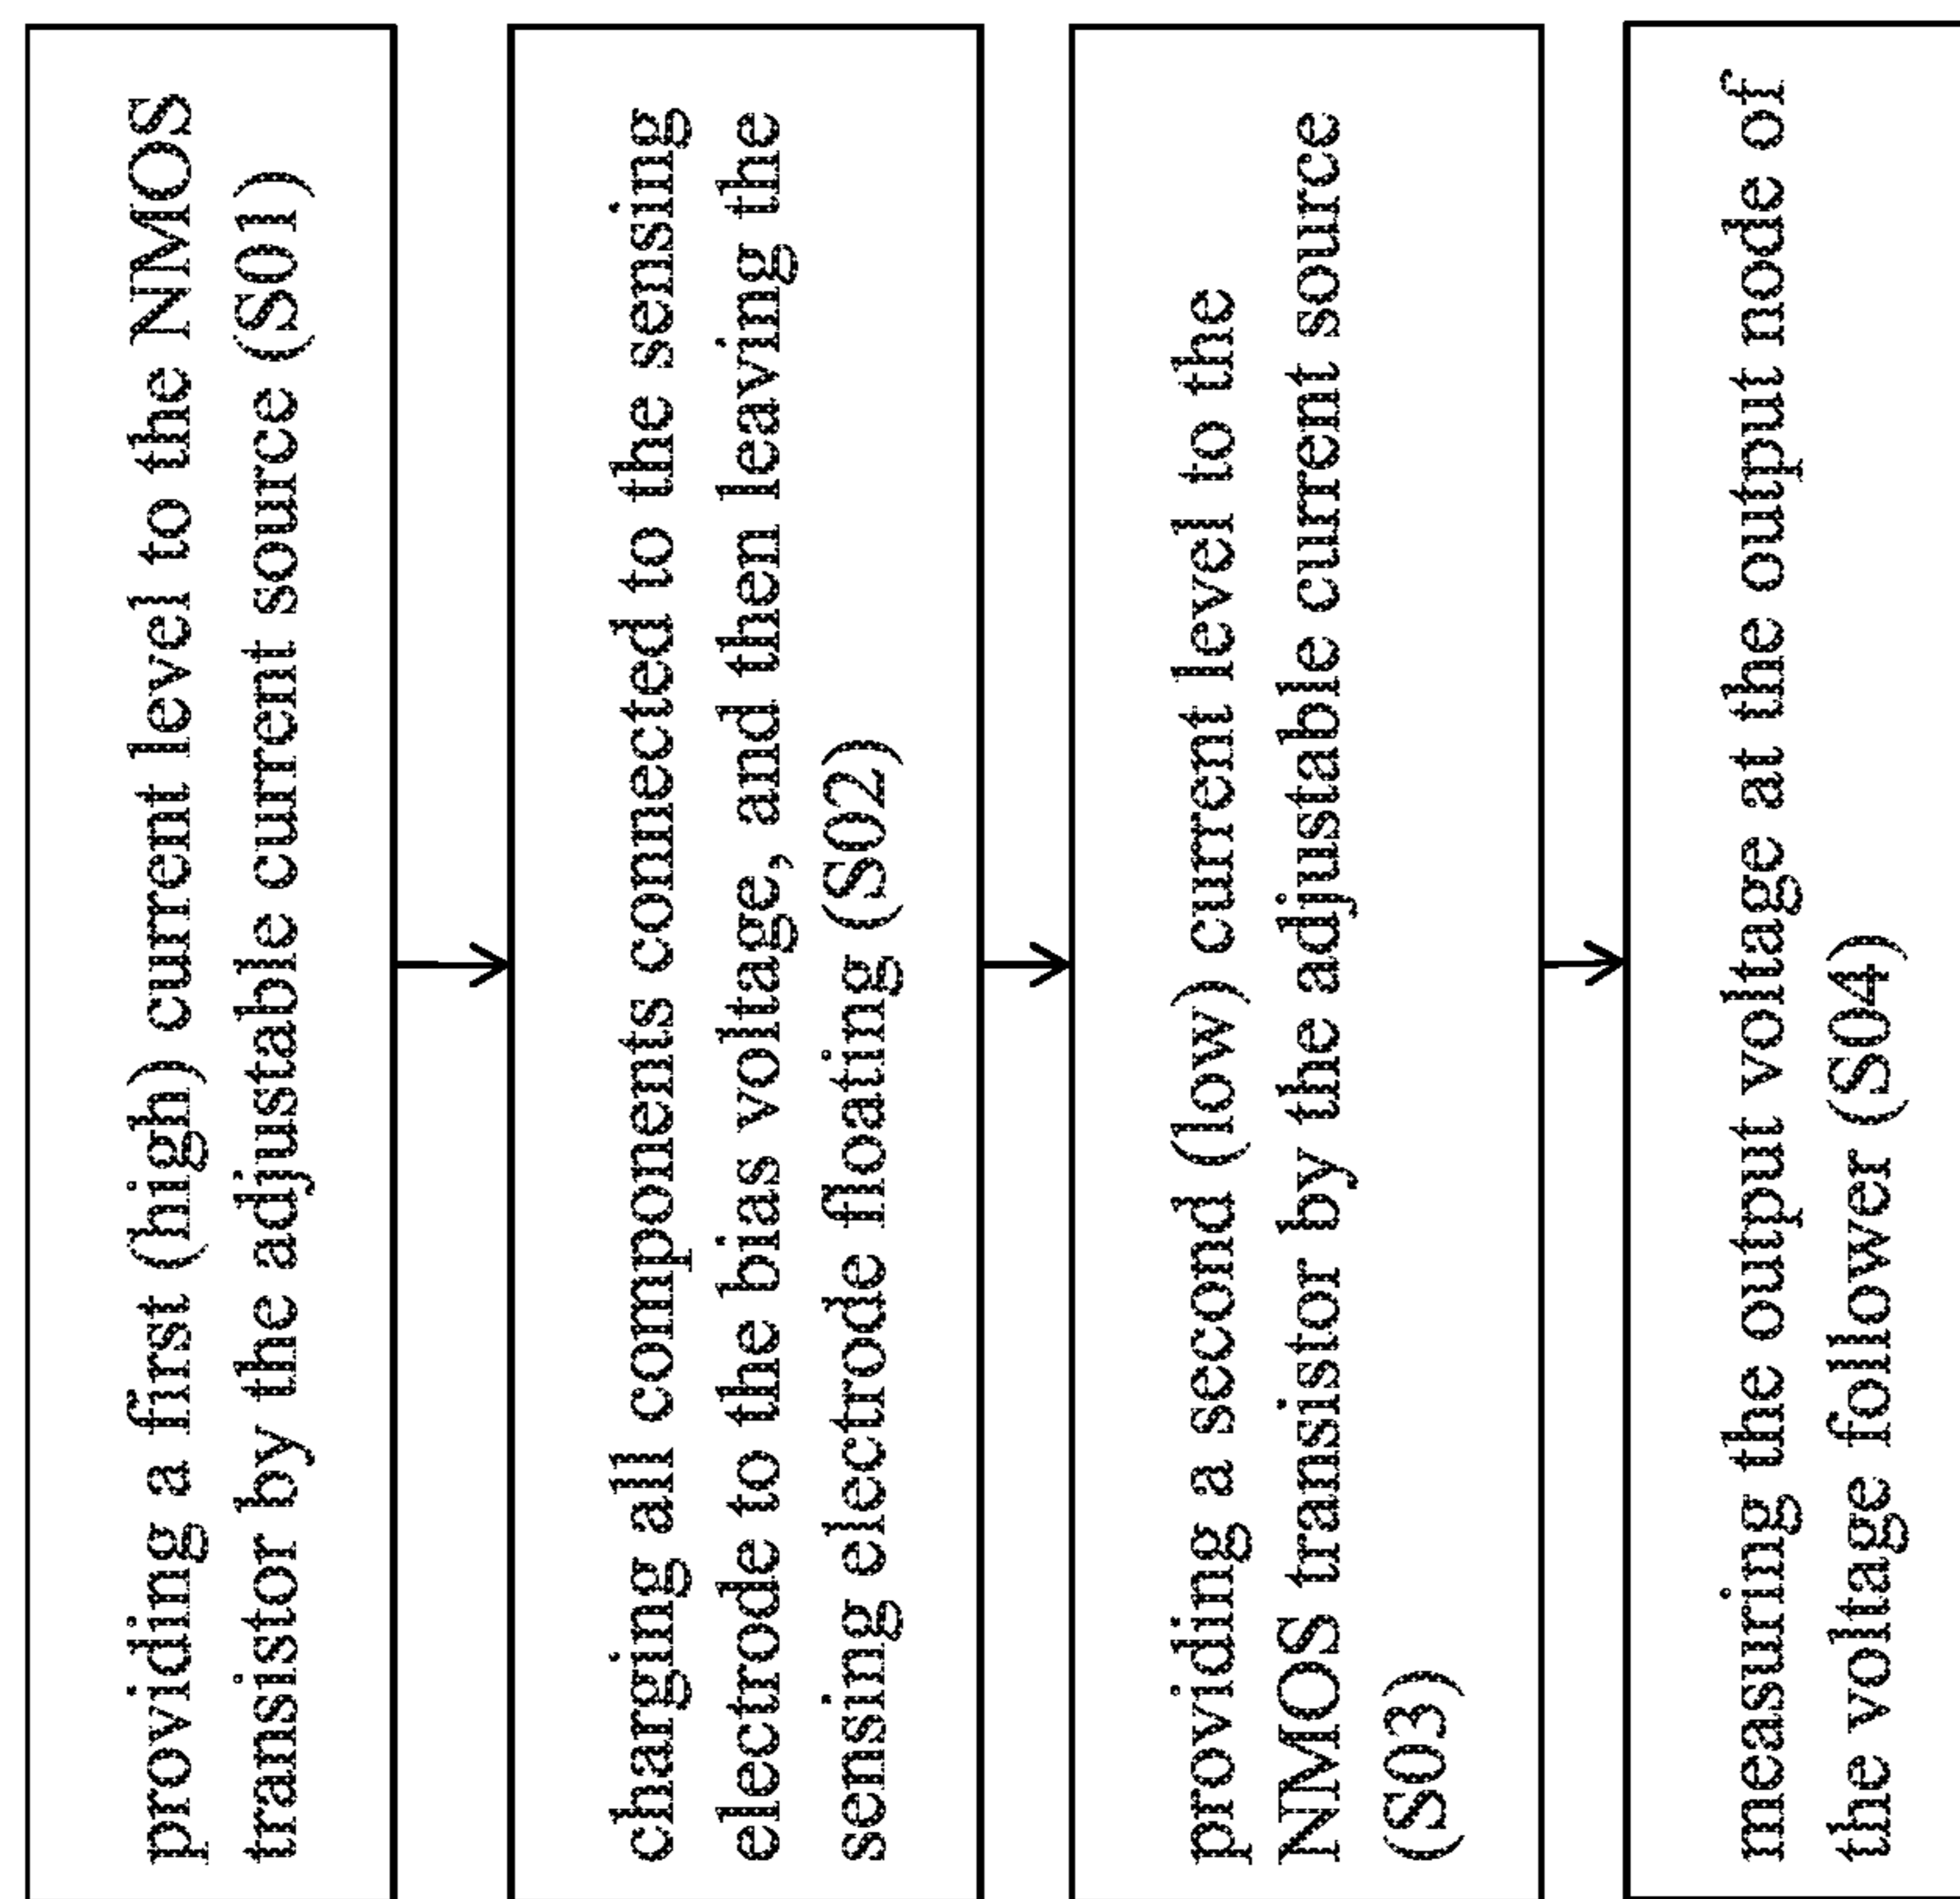 providing a first (high) current level to the NMOS
transistor by the adjustable current source (S01)
charging all components connected to the sensing
electrode to the bias voltage, and then leaving the
sensing electrode floating (S02)
providing a second (low) current level to the
NMOS transistor by the adjustable current source
(S03)
measuring the output voltage at the output node of
the voltage follower (S04)